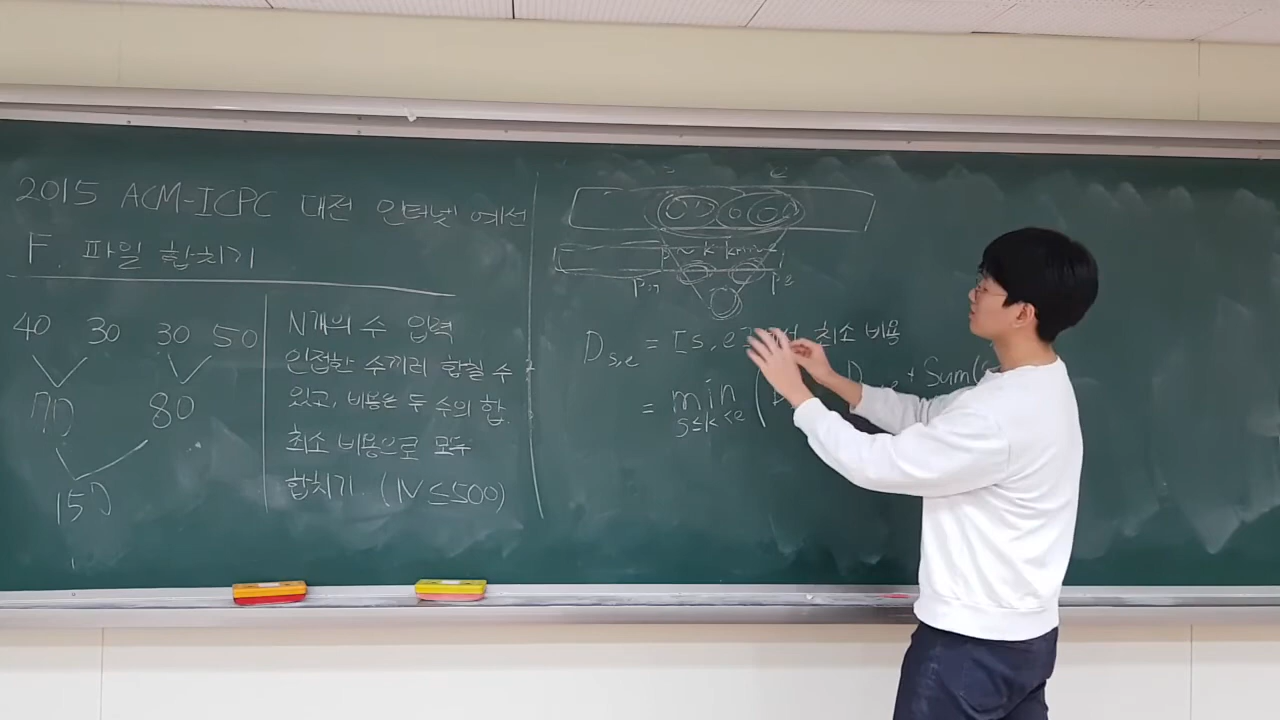 2015 ACM-ICPC 대전 인터넷 예선
F. 파일 합치기
40 30 30 50
70 80
150
N개의 수 입력
인접한 수끼리 합칠 수
있고, 비용은 두 수의 합.
최소 비용으로 모두
합치기. (N≤500)
e
k k+1
D s,e = [s,e] 최소 비용
= min ( D + Sum(
s≤k<e